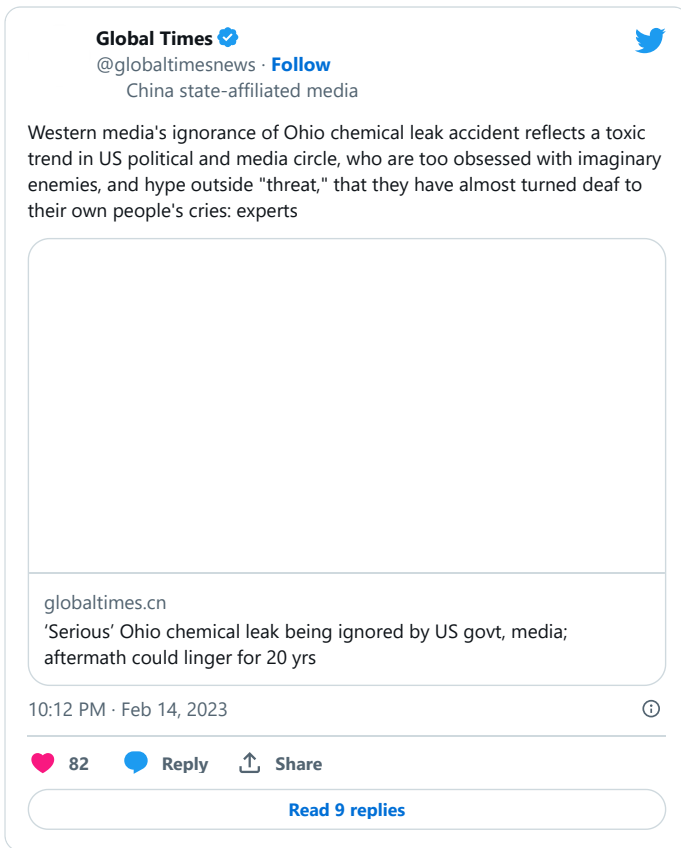 Global Times
@globaltimesnews · Follow
China state-affiliated media
Western media's ignorance of Ohio chemical leak accident reflects a toxic
trend in US political and media circle, who are too obsessed with imaginary
enemies, and hype outside "threat," that they have almost turned deaf to
their own people's cries: experts
globaltimes.cn
‘Serious’ Ohio chemical leak being ignored by US govt, media;
aftermath could linger for 20 yrs
10:12 PM · Feb 14, 2023
82 Reply Share
Read 9 replies